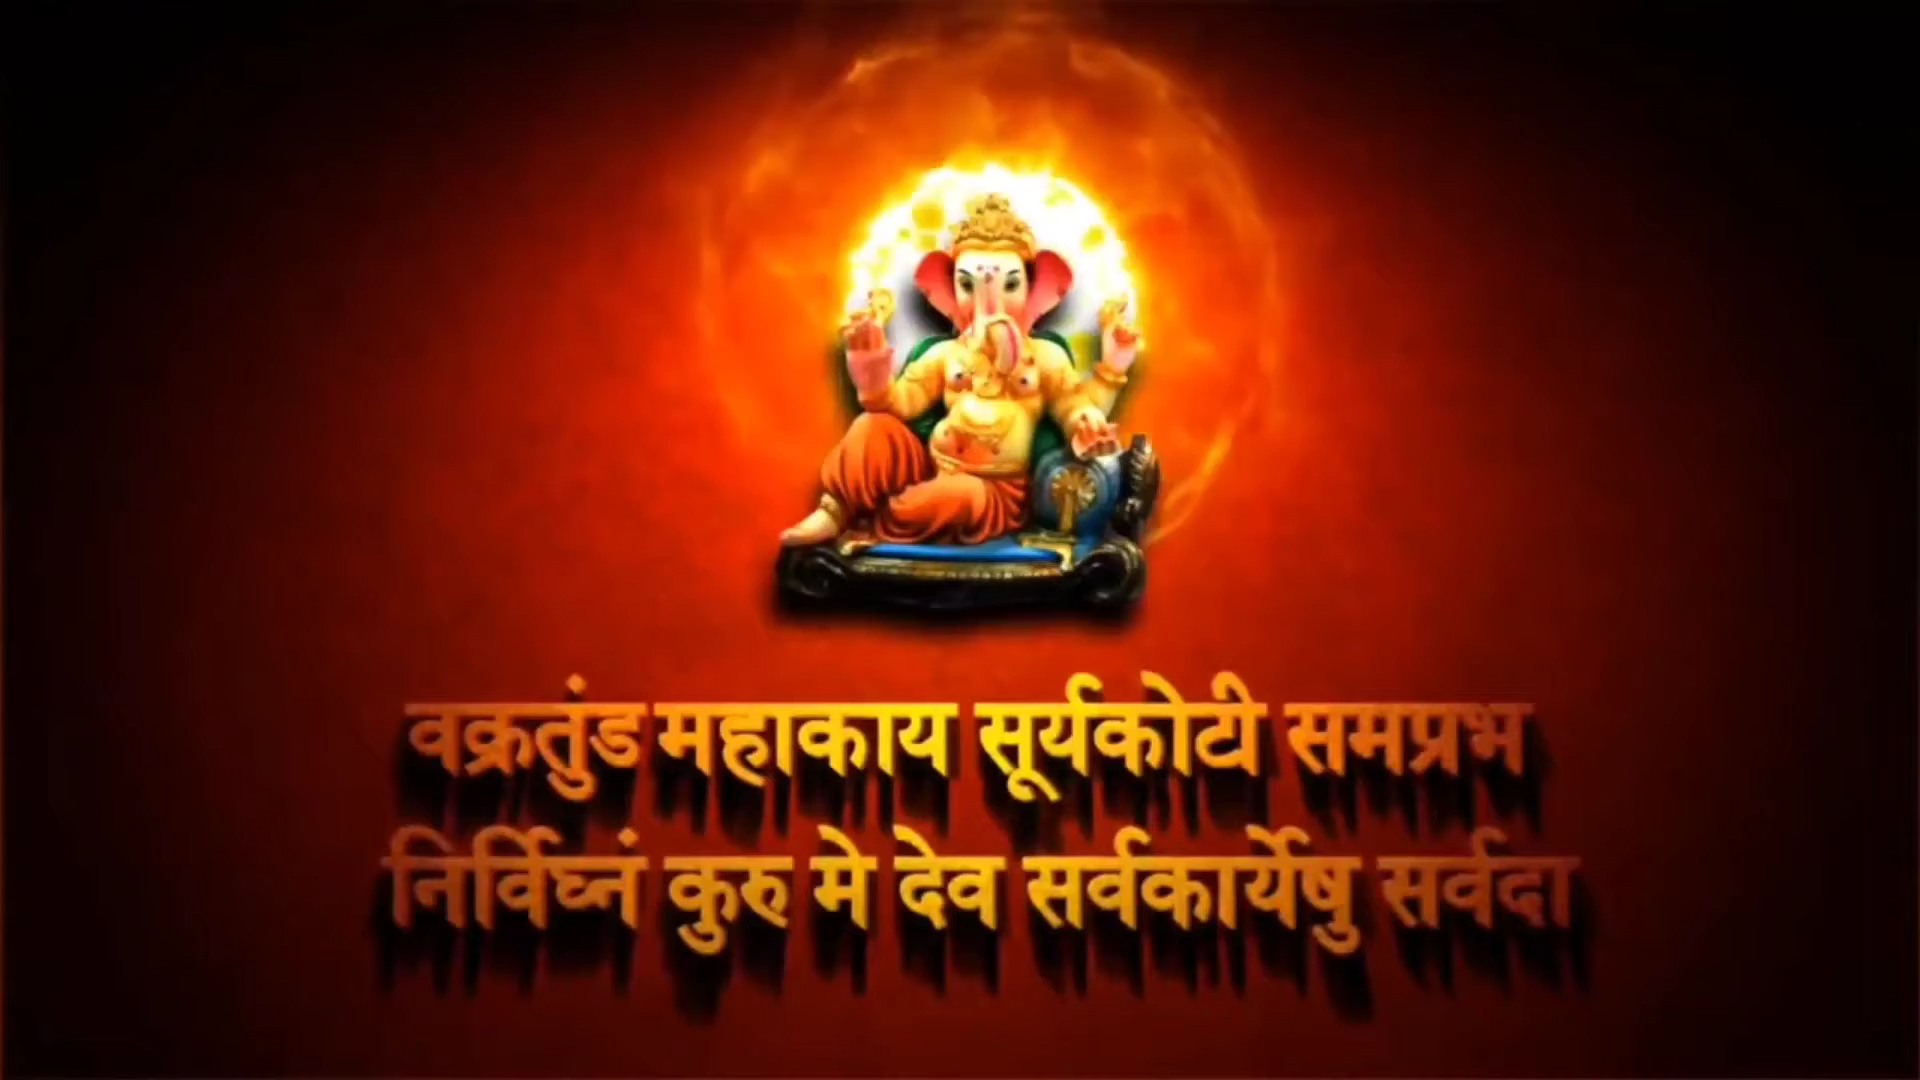 वक्रतुंड महाकाय सूर्यकोटी समप्रभ
निर्विघ्नं कुरु मे देव सर्वकार्येषु सर्वदा